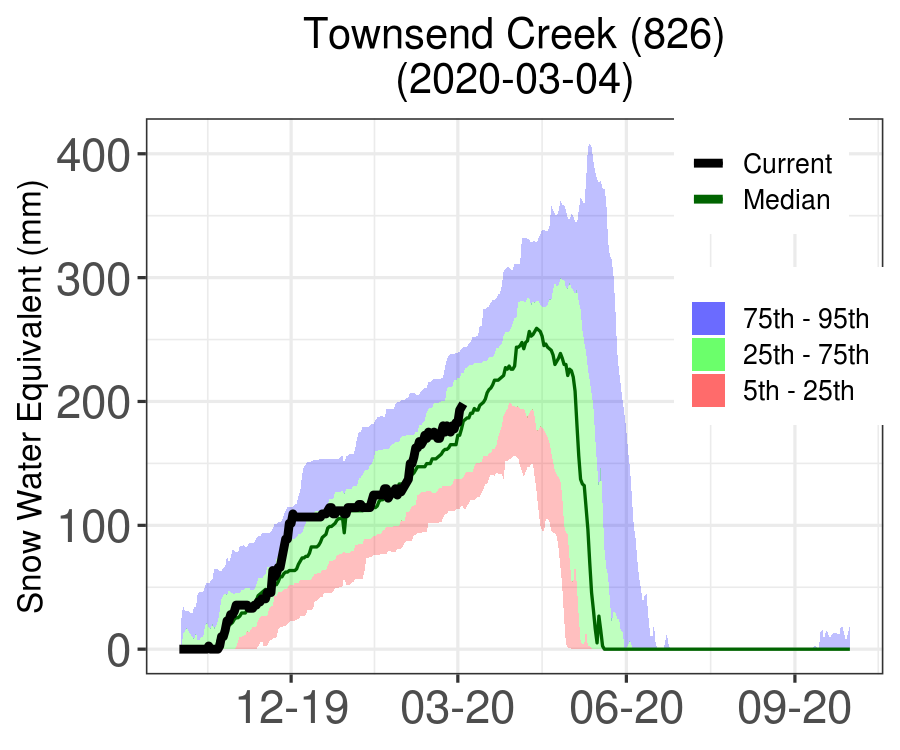 Townsend Creek (826)
(2020-03-04)
Snow Water Equivalent (mm)
400
300
200
100
0
12-19
03-20
06-20
09-20
Current
Median
75th - 95th
25th - 75th
5th - 25th